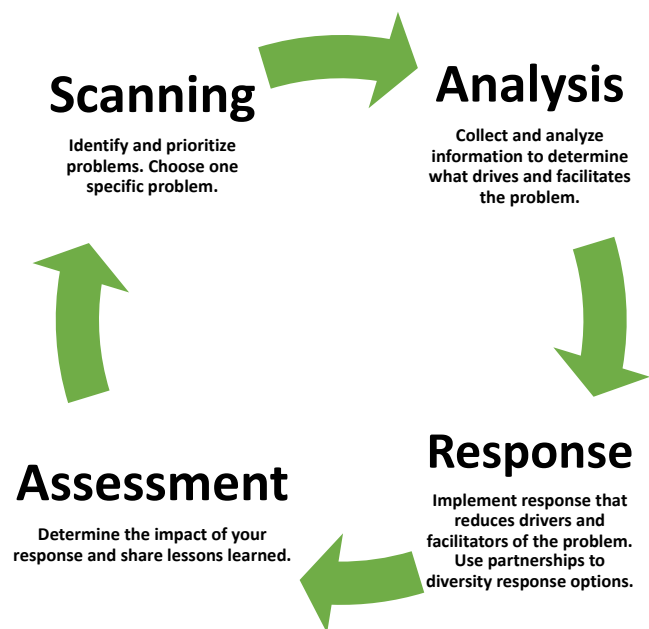 Scanning
Identify and prioritize
problems. Choose one
specific problem.
Analysis
Collect and analyze
information to determine
what drives and facilitates
the problem.
Response
Implement response that
reduces drivers and
facilitators of the problem.
Use partnerships to
diversity response options.
Assessment
Determine the impact of your
response and share lessons learned.